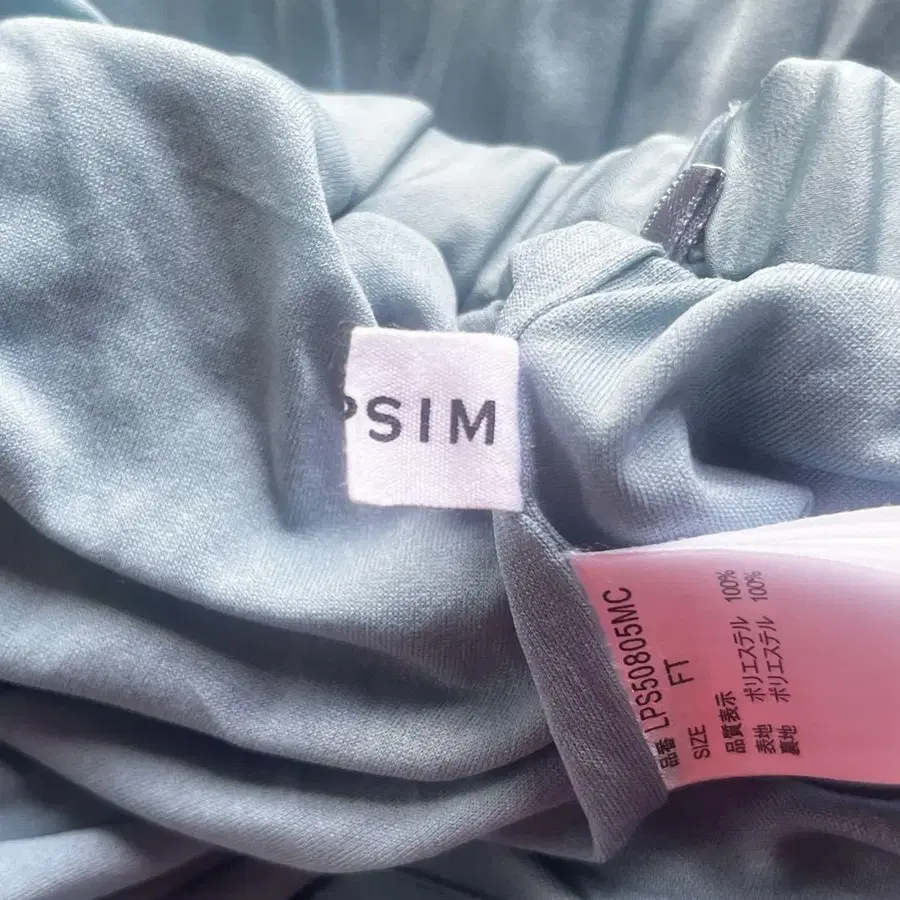 PSIM
品番 LPS50805MC
SIZE FT
品質表示
表地 ポリエステル 100%
裏地 ポリエステル 100%